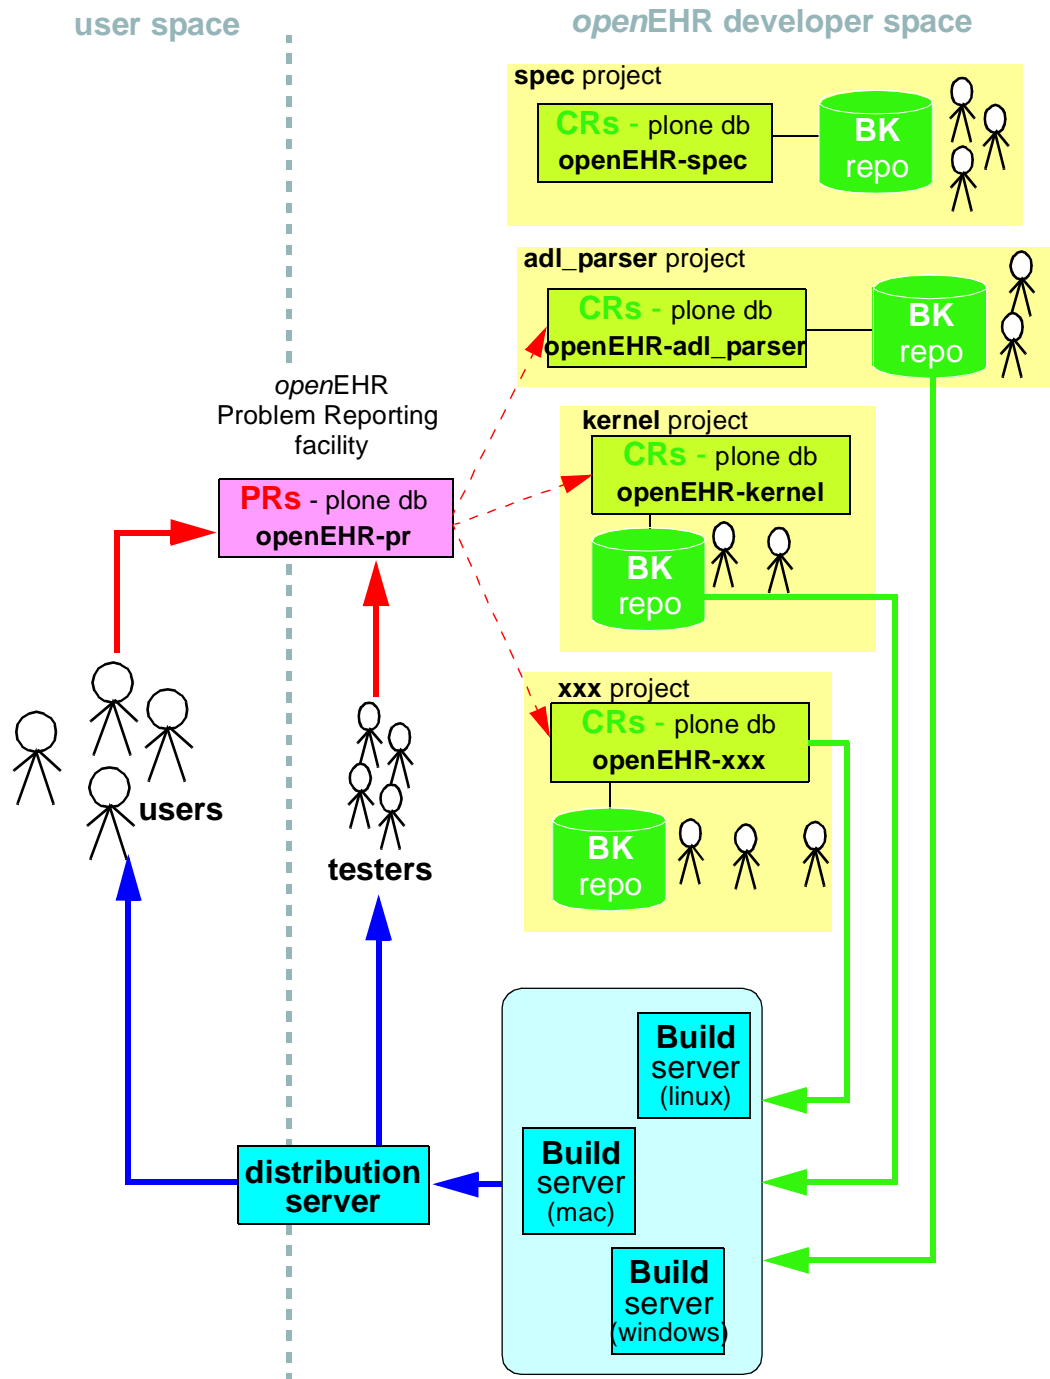 user space
openEHR developer space
spec project
CRs - plone db
openEHR-spec
BK
repo
adl_parser project
CRs - plone db
openEHR-adl_parser
BK
repo
openEHR
Problem Reporting
facility
PRs - plone db
openEHR-pr
kernel project
CRs - plone db
openEHR-kernel
BK
repo
xxx project
CRs - plone db
openEHR-xxx
BK
repo
users
testers
Build
server
(linux)
Build
server
(mac)
Build
server
(windows)
distribution
server